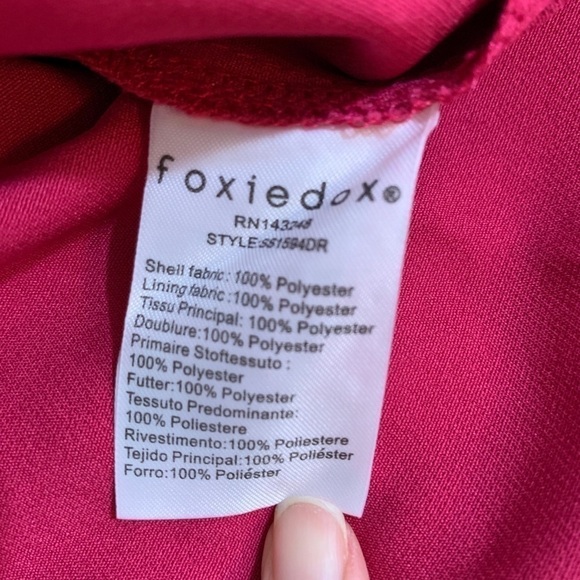 foxiedox®
STYLE:
Shell fabric: 100% Polyester
Lining fabric: 100% Polyester
Tissu Principal: 100% Polyester
Doublure:100% Polyester
Primaire Stoftessuto :
100% Polyester
Futter:100% Polyester
Tessuto Predominante:
100% Poliestere
Rivestimento:100% Poliestere
Tejido Principal:100% Poliéster
Forro:100% Poliéster